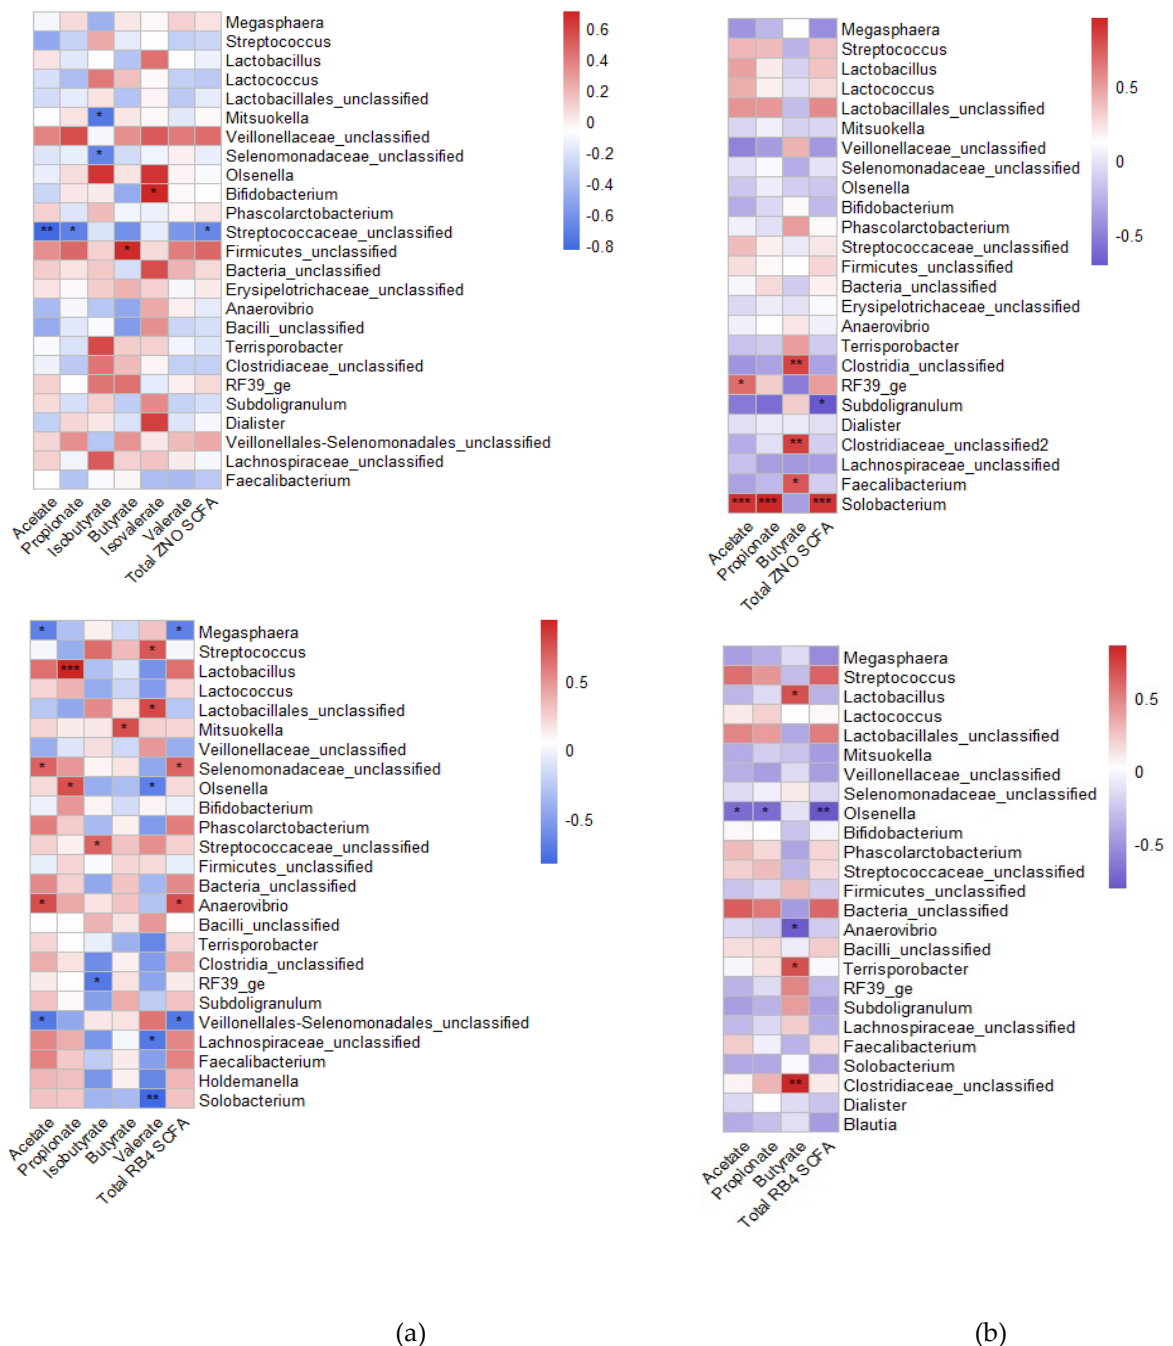 Megasphaera
Streptococcus
Lactobacillus
Lactococcus
Lactobacillales_unclassified
Mitsuokella
Veillonellaceae_unclassified
Selenomonadaceae_unclassified
Olsenella
Bifidobacterium
Phascolarctobacterium
Streptococcaceae_unclassified
Firmicutes_unclassified
Bacteria_unclassified
Erysipelotrichaceae_unclassified
Anaerovibrio
Bacilli_unclassified
Terrisporobacter
Clostridiaceae_unclassified
RF39_ge
Subdoligranulum
Dialister
Veillonellales-Selenomonadales_unclassified
Lachnospiraceae_unclassified
Faecalibacterium
Acetate
Propionate
Isobutyrate
Butyrate
Isovalerate
Valerate
Total ZNO SCFA
0.6
0.4
0.2
0
-0.2
-0.4
-0.6
-0.8
*
*
*
** * *
*
Megasphaera
Streptococcus
Lactobacillus
Lactococcus
Lactobacillales_unclassified
Mitsuokella
Veillonellaceae_unclassified
Selenomonadaceae_unclassified
Olsenella
Bifidobacterium
Phascolarctobacterium
Streptococcaceae_unclassified
Firmicutes_unclassified
Bacteria_unclassified
Erysipelotrichaceae_unclassified
Anaerovibrio
Terrisporobacter
Clostridia_unclassified
RF39_ge
Subdoligranulum
Dialister
Clostridiaceae_unclassified2
Lachnospiraceae_unclassified
Faecalibacterium
Solobacterium
Acetate
Propionate
Butyrate
Total ZNO SCFA
0.5
0
-0.5
**
*
*
**
*
*** *** ***
Megasphaera
Streptococcus
Lactobacillus
Lactococcus
Lactobacillales_unclassified
Mitsuokella
Veillonellaceae_unclassified
Selenomonadaceae_unclassified
Olsenella
Bifidobacterium
Phascolarctobacterium
Streptococcaceae_unclassified
Firmicutes_unclassified
Bacteria_unclassified
Anaerovibrio
Bacilli_unclassified
Terrisporobacter
Clostridia_unclassified
RF39_ge
Subdoligranulum
Veillonellales-Selenomonadales_unclassified
Lachnospiraceae_unclassified
Faecalibacterium
Holdemanella
Solobacterium
Acetate
Propionate
Isobutyrate
Butyrate
Valerate
Total RB4 SCFA
0.5
0
-0.5
* *
*
***
*
*
* *
* *
*
* *
*
* *
*
**
Megasphaera
Streptococcus
Lactobacillus
Lactococcus
Lactobacillales_unclassified
Mitsuokella
Veillonellaceae_unclassified
Selenomonadaceae_unclassified
Olsenella
Bifidobacterium
Phascolarctobacterium
Streptococcaceae_unclassified
Firmicutes_unclassified
Bacteria_unclassified
Anaerovibrio
Bacilli_unclassified
Terrisporobacter
RF39_ge
Subdoligranulum
Lachnospiraceae_unclassified
Faecalibacterium
Solobacterium
Clostridiaceae_unclassified
Dialister
Blautia
Acetate
Propionate
Butyrate
Total RB4 SCFA
0.5
0
-0.5
*
* * **
*
*
**
(a)
(b)